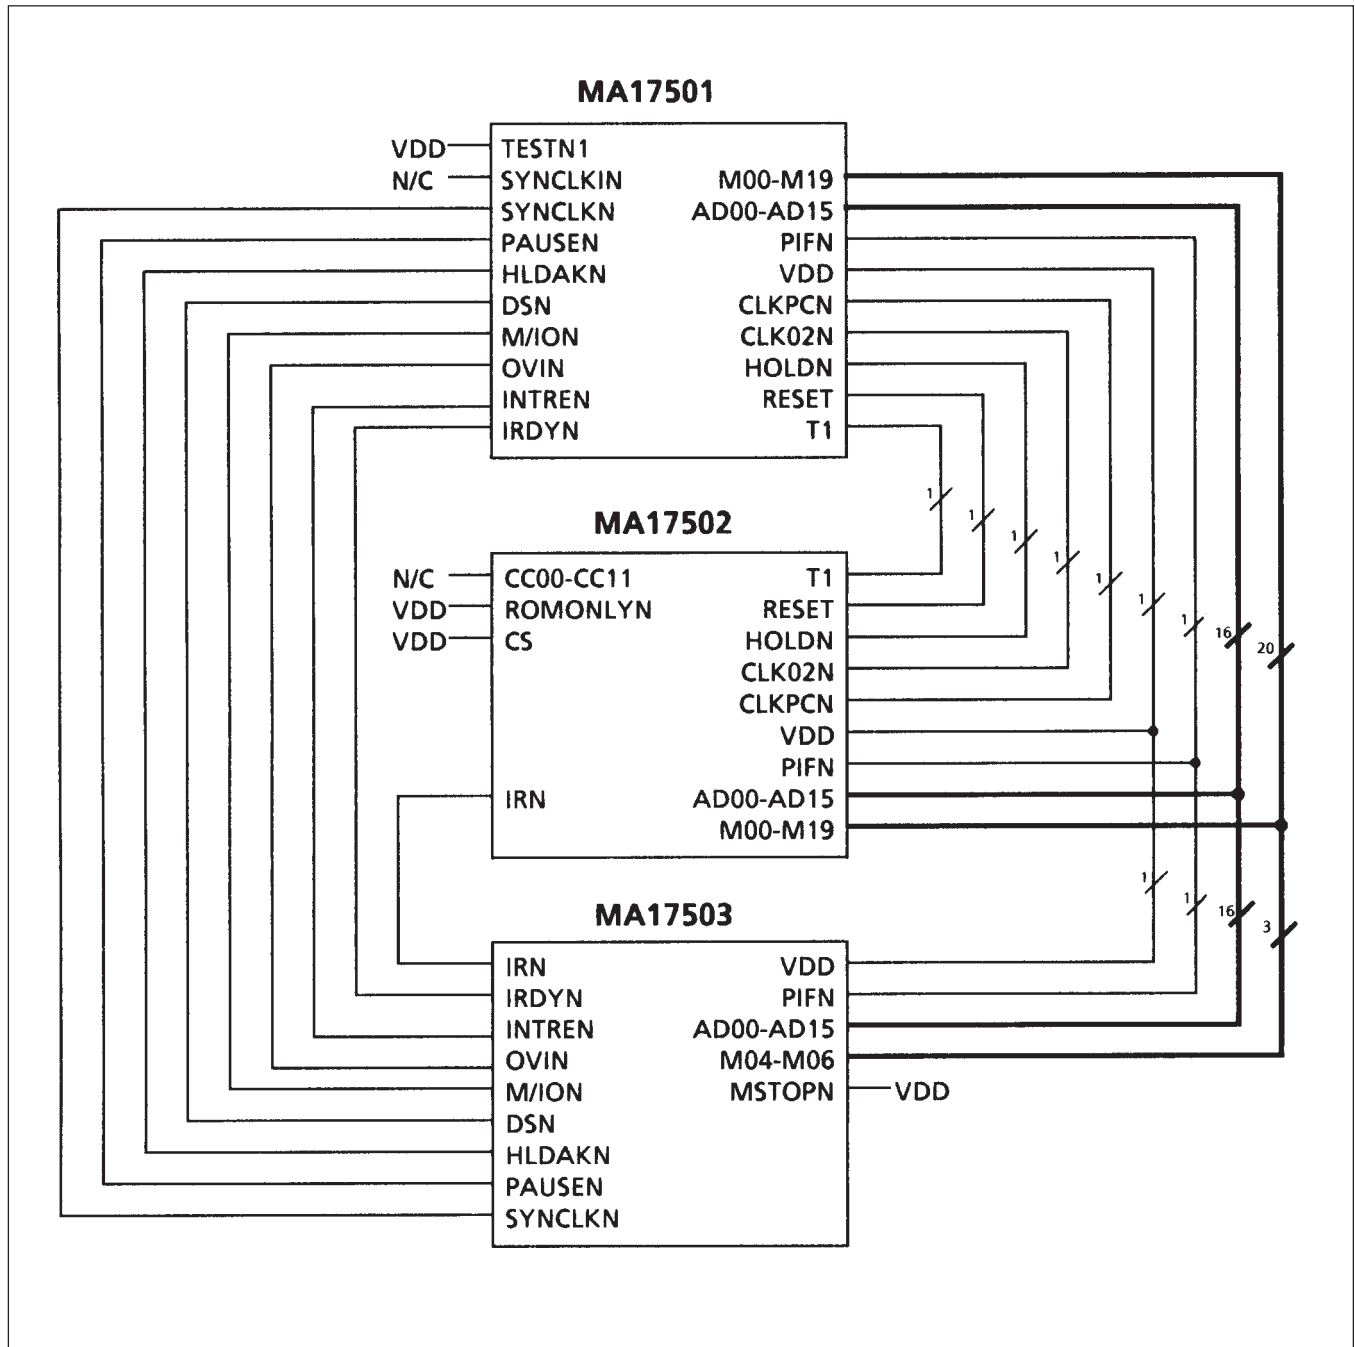 MA17501
VDD TESTN1
N/C SYNCLKIN M00-M19
SYNCLKN AD00-AD15
PAUSEN PIFN
HLDAKN VDD
DSN CLKPCN
M/ION CLK02N
OVIN HOLDN
INTREN RESET
IRDYN T1
1
1
1
1
1
1
1
16
20
MA17502
N/C CC00-CC11 T1
VDD ROMONLYN RESET
VDD CS HOLDN
CLK02N
CLKPCN
VDD
PIFN
IRN AD00-AD15
M00-M19
1
1
16
3
MA17503
IRN VDD
IRDYN PIFN
INTREN AD00-AD15
OVIN M04-M06
M/ION MSTOPN VDD
DSN
HLDAKN
PAUSEN
SYNCLKN